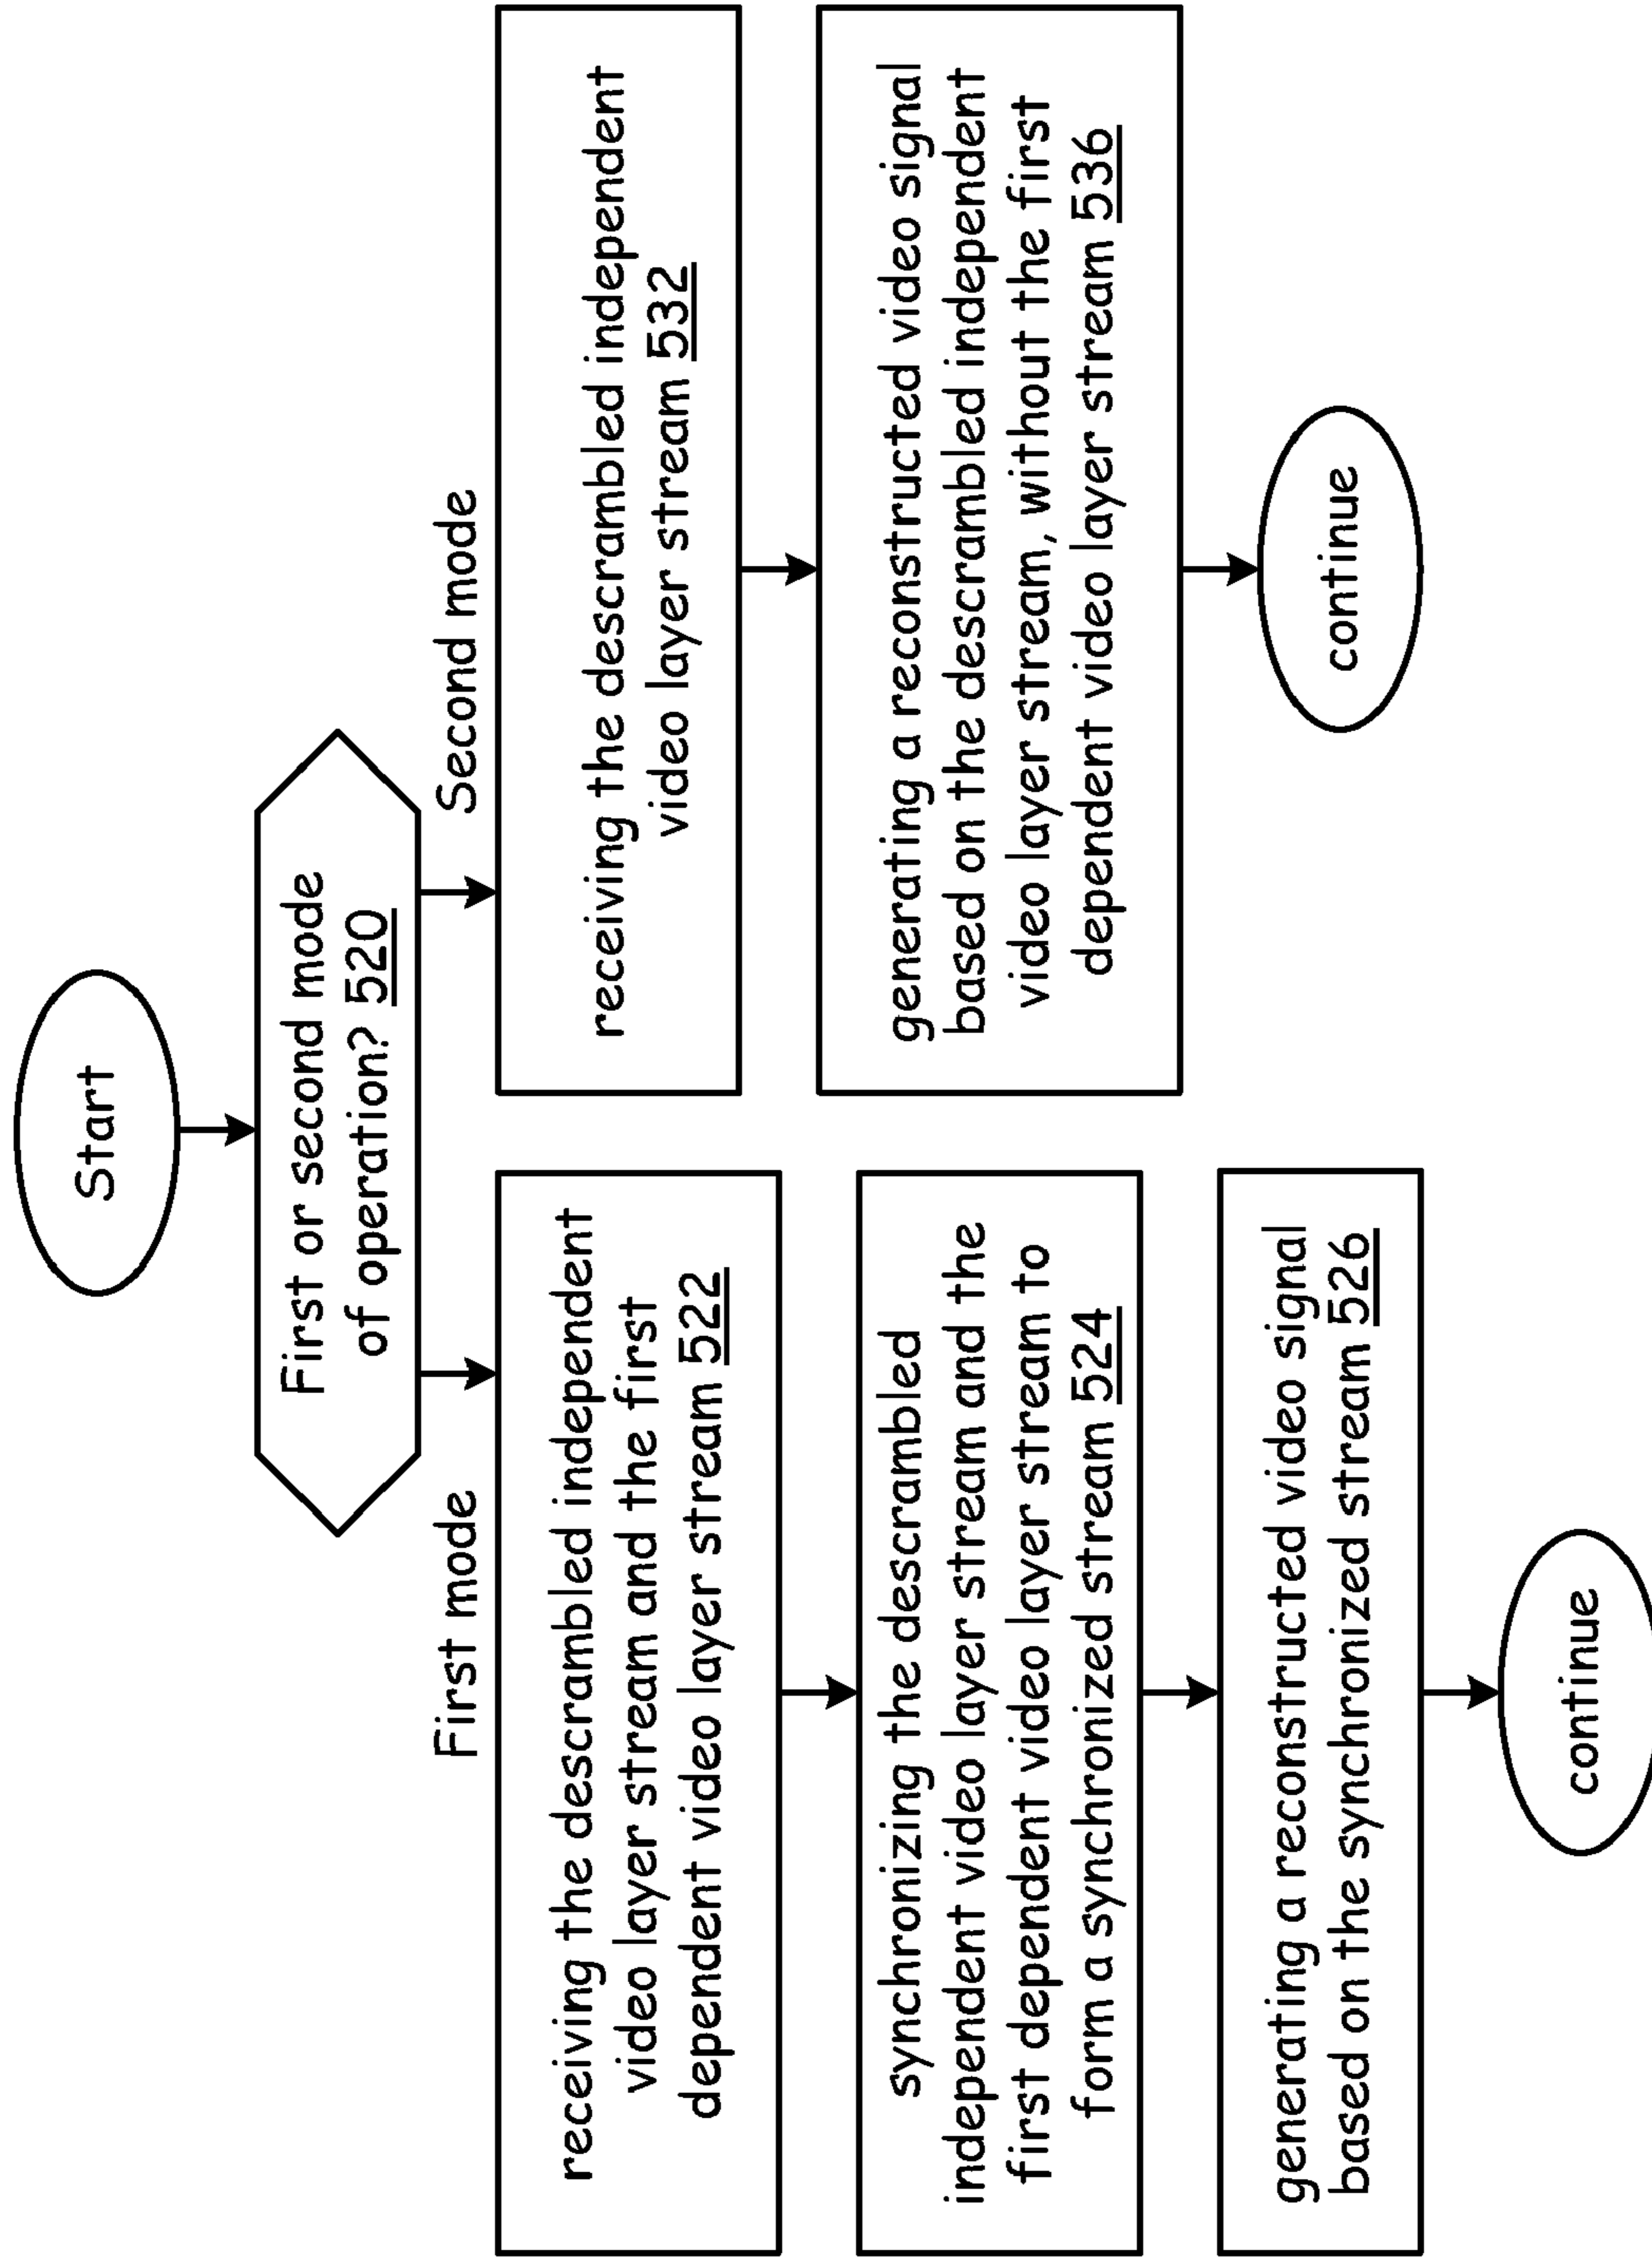 Start
First or second mode
of operation? 520
First mode
receiving the descrambled independent
video layer stream and the first
dependent video layer stream 522
synchronizing the descrambled
independent video layer stream and the
first dependent video layer stream to
form a synchronized stream 524
generating a reconstructed video signal
based on the synchronized stream 526
continue
Second mode
receiving the descrambled independent
video layer stream 532
generating a reconstructed video signal
based on the descrambled independent
video layer stream, without the first
dependent video layer stream 536
continue